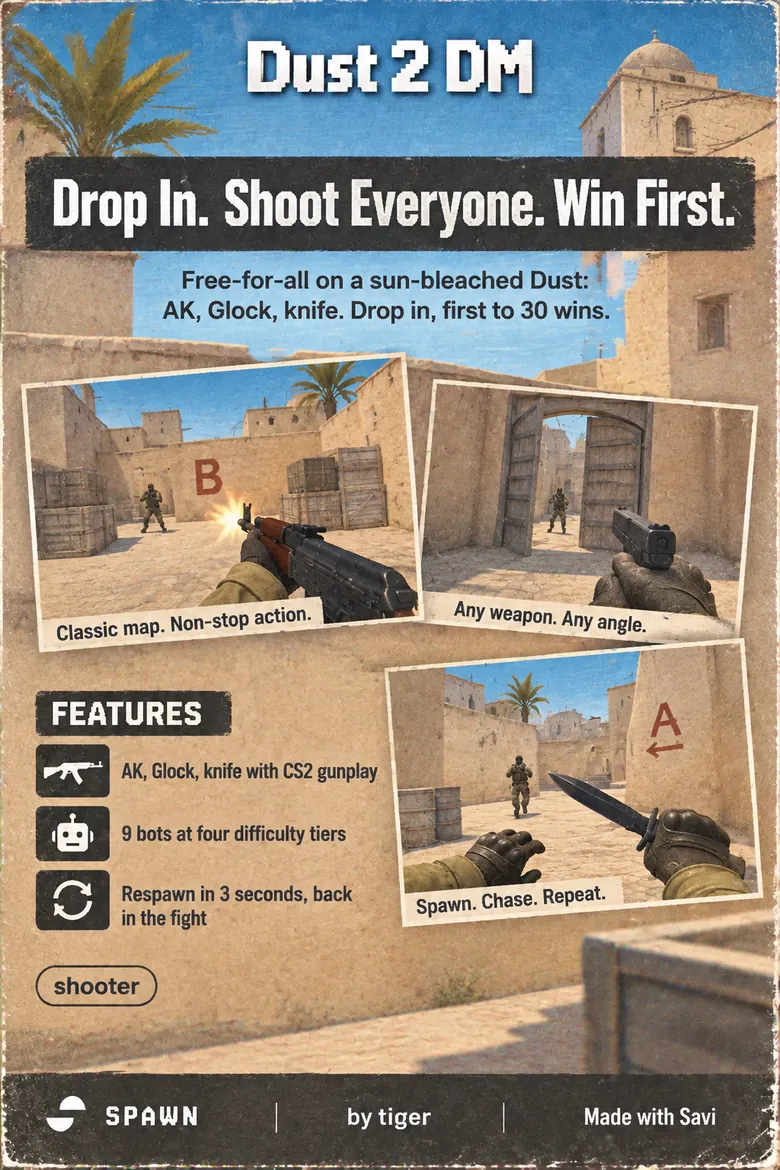 Dust 2 DM
Drop In. Shoot Everyone. Win First.
Free-for-all on a sun-bleached Dust:
AK, Glock, knife. Drop in, first to 30 wins.
B
Classic map. Non-stop action.
Any weapon. Any angle.
A
Spawn. Chase. Repeat.
FEATURES
AK, Glock, knife with CS2 gunplay
9 bots at four difficulty tiers
Respawn in 3 seconds, back
in the fight
shooter
SPAWN
by tiger
Made with Savi